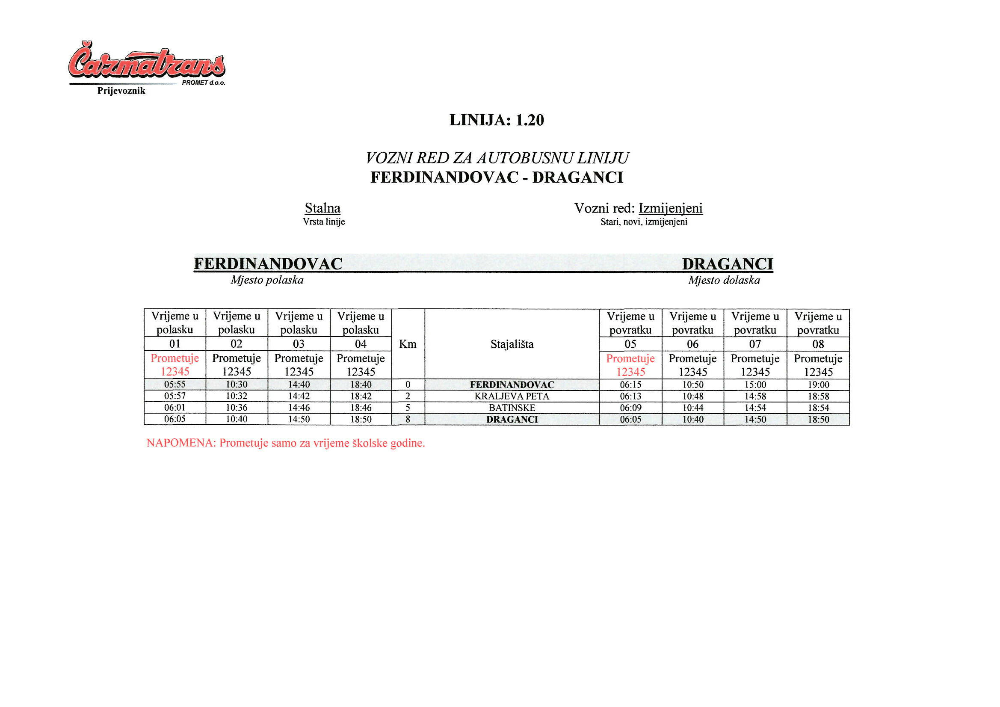 Čazmatrans
PROMET d.o.o.
Prijevoznik
LINIJA: 1.20
VOZNI RED ZA AUTOBUSNU LINIJU
FERDINANDOVAC - DRAGANCI
Stalna Vozni red: Izmijenjeni
Vrsta linije Stari, novi, izmijenjeni
FERDINANDOVAC DRAGANCI
Mjesto polaska Mjesto dolaska
Vrijeme u Vrijeme u Vrijeme u Vrijeme u Vrijeme u Vrijeme u Vrijeme u Vrijeme u
polasku polasku polasku polasku povratku povratku povratku povratku
01 02 03 04 Km Stajališta 05 06 07 08
Prometuje Prometuje Prometuje Prometuje Prometuje Prometuje Prometuje Prometuje
12345 12345 12345 12345 12345 12345 12345 12345
05:55 10:30 14:40 18:40 0 FERDINANDOVAC 06:15 10:50 15:00 19:00
05:57 10:32 14:42 18:42 2 KRALJEVA PETA 06:13 10:48 14:58 18:58
06:01 10:36 14:46 18:46 5 BATINSKE 06:09 10:44 14:54 18:54
06:05 10:40 14:50 18:50 8 DRAGANCI 06:05 10:40 14:50 18:50
NAPOMENA: Prometuje samo za vrijeme školske godine.